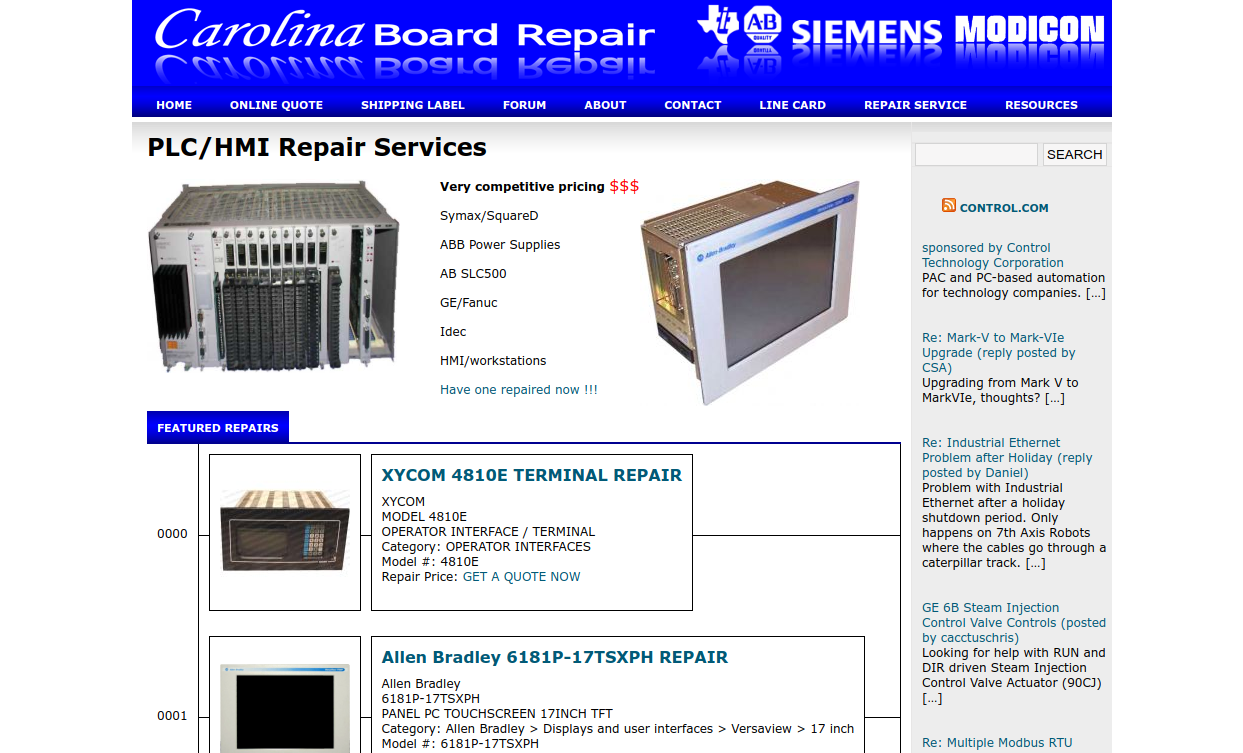 Carolina Board Repair
TI A-B QUALITY SIEMENS MODICON
HOME ONLINE QUOTE SHIPPING LABEL FORUM ABOUT CONTACT LINE CARD REPAIR SERVICE RESOURCES
PLC/HMI Repair Services
SEARCH
Very competitive pricing $$$
Symax/SquareD
ABB Power Supplies
AB SLC500
GE/Fanuc
Idec
HMI/workstations
Have one repaired now !!!
Allen-Bradley
FEATURED REPAIRS
0000
XYCOM 4810E TERMINAL REPAIR
XYCOM
MODEL 4810E
OPERATOR INTERFACE / TERMINAL
Category: OPERATOR INTERFACES
Model #: 4810E
Repair Price: GET A QUOTE NOW
0001
Allen Bradley 6181P-17TSXPH REPAIR
Allen Bradley
6181P-17TSXPH
PANEL PC TOUCHSCREEN 17INCH TFT
Category: Allen Bradley > Displays and user interfaces > Versaview > 17 inch
Model #: 6181P-17TSXPH
CONTROL.COM
sponsored by Control
Technology Corporation
PAC and PC-based automation
for technology companies. [...]
Re: Mark-V to Mark-VIe
Upgrade (reply posted by
CSA)
Upgrading from Mark V to
MarkVIe, thoughts? [...]
Re: Industrial Ethernet
Problem after Holiday (reply
posted by Daniel)
Problem with Industrial
Ethernet after a holiday
shutdown period. Only
happens on 7th Axis Robots
where the cables go through a
caterpillar track. [...]
GE 6B Steam Injection
Control Valve Controls (posted
by cacctuschris)
Looking for help with RUN and
DIR driven Steam Injection
Control Valve Actuator (90CJ)
[...]
Re: Multiple Modbus RTU